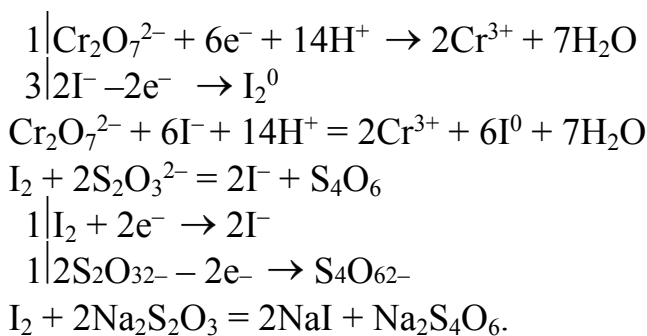 1|Cr₂O₇²⁻ + 6e⁻ + 14H⁺ → 2Cr³⁺ + 7H₂O
3|2I⁻ –2e⁻ → I₂⁰
Cr₂O₇²⁻ + 6I⁻ + 14H⁺ = 2Cr³⁺ + 6I⁰ + 7H₂O
I₂ + 2S₂O₃²⁻ = 2I⁻ + S₄O₆
1|I₂ + 2e⁻ → 2I⁻
1|2S₂O₃₂₋ – 2e₋ → S₄O₆₂₋
I₂ + 2Na₂S₂O₃ = 2NaI + Na₂S₄O₆.